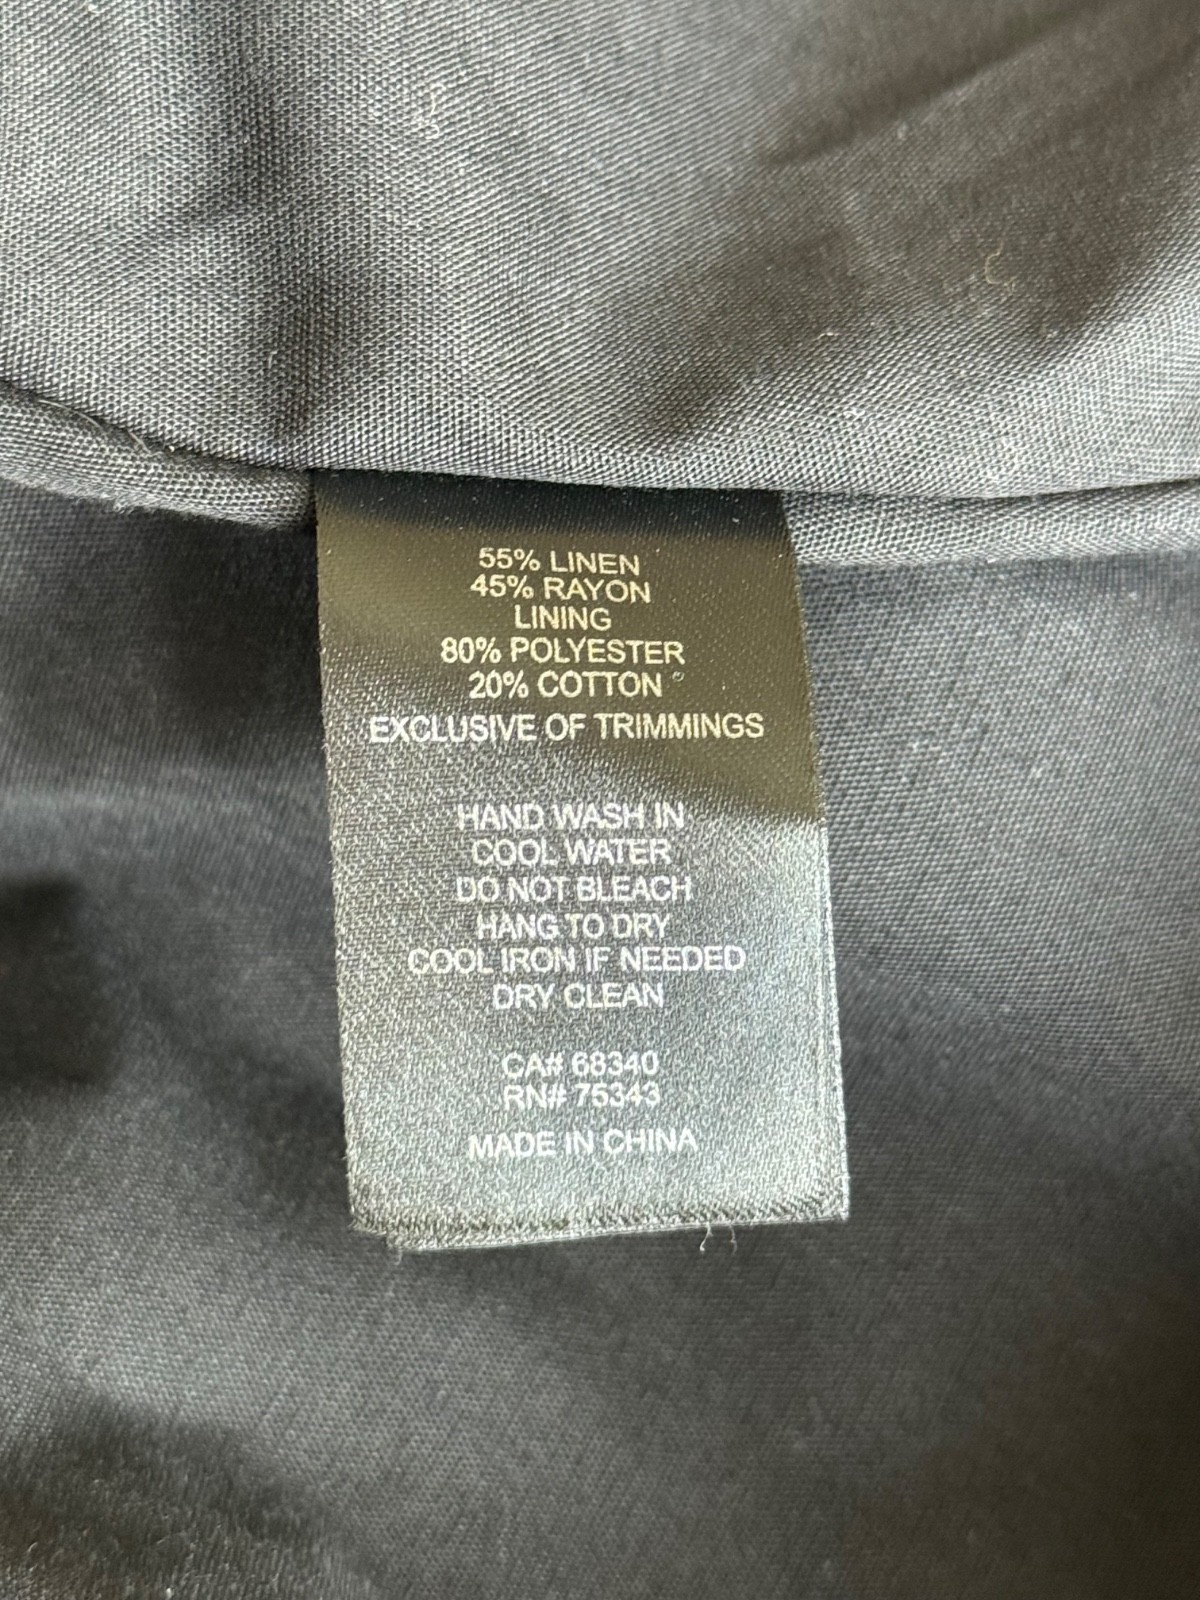 55% LINEN
45% RAYON
LINING
80% POLYESTER
20% COTTON
EXCLUSIVE OF TRIMMINGS
HAND WASH IN
COOL WATER
DO NOT BLEACH
HANG TO DRY
COOL IRON IF NEEDED
DRY CLEAN
CA# 68340
RN# 75343
MADE IN CHINA